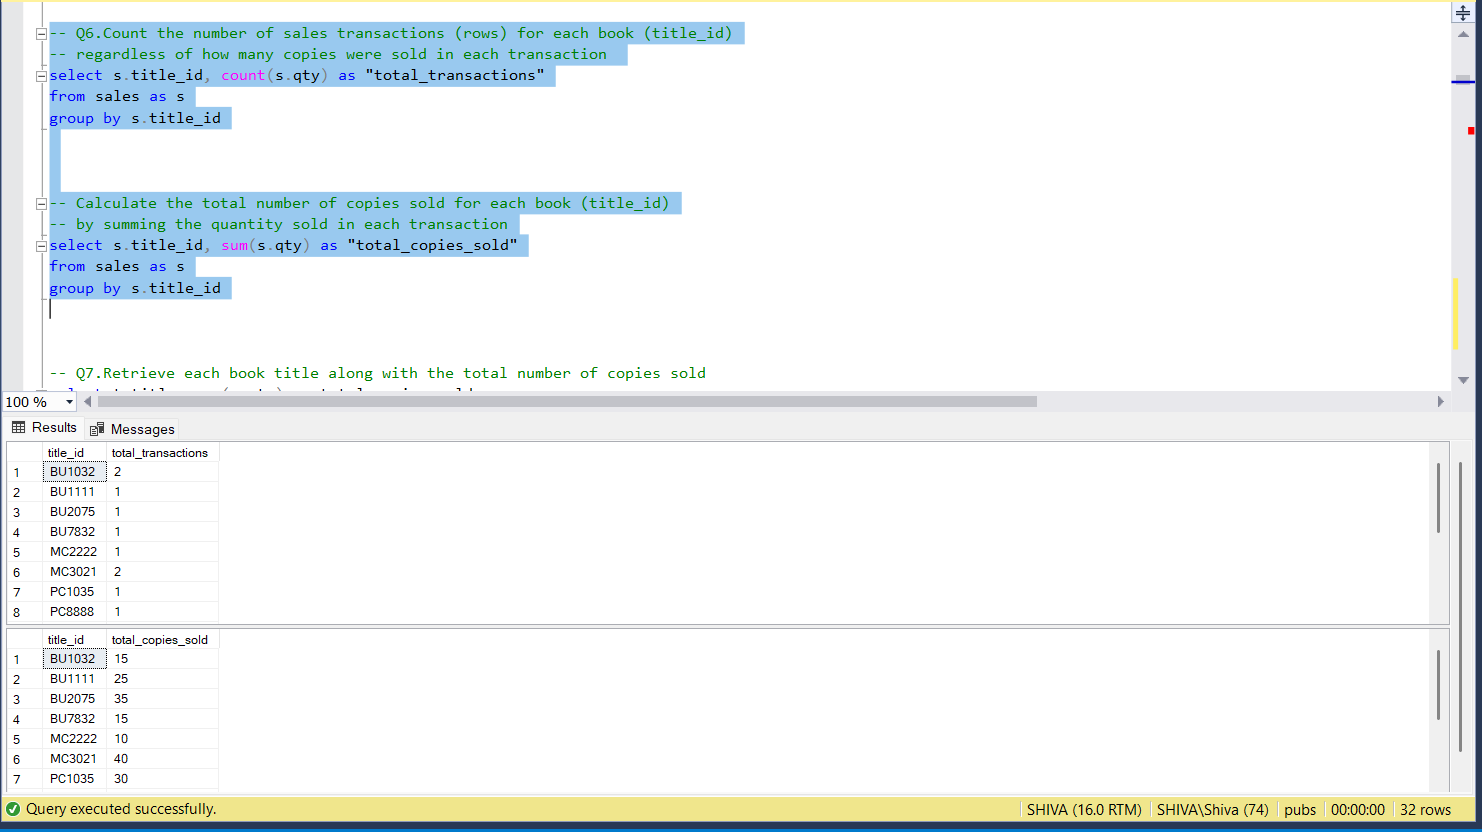 -- Q6.Count the number of sales transactions (rows) for each book (title_id)
-- regardless of how many copies were sold in each transaction
select s.title_id, count(s.qty) as "total_transactions"
from sales as s
group by s.title_id
-- Calculate the total number of copies sold for each book (title_id)
-- by summing the quantity sold in each transaction
select s.title_id, sum(s.qty) as "total_copies_sold"
from sales as s
group by s.title_id
-- Q7.Retrieve each book title along with the total number of copies sold
100 %
Results Messages
title_id total_transactions
1 BU1032 2
2 BU1111 1
3 BU2075 1
4 BU7832 1
5 MC2222 1
6 MC3021 2
7 PC1035 1
8 PC8888 1
title_id total_copies_sold
1 BU1032 15
2 BU1111 25
3 BU2075 35
4 BU7832 15
5 MC2222 10
6 MC3021 40
7 PC1035 30
Query executed successfully. SHIVA (16.0 RTM) SHIVA\Shiva (74) pubs 00:00:00 32 rows